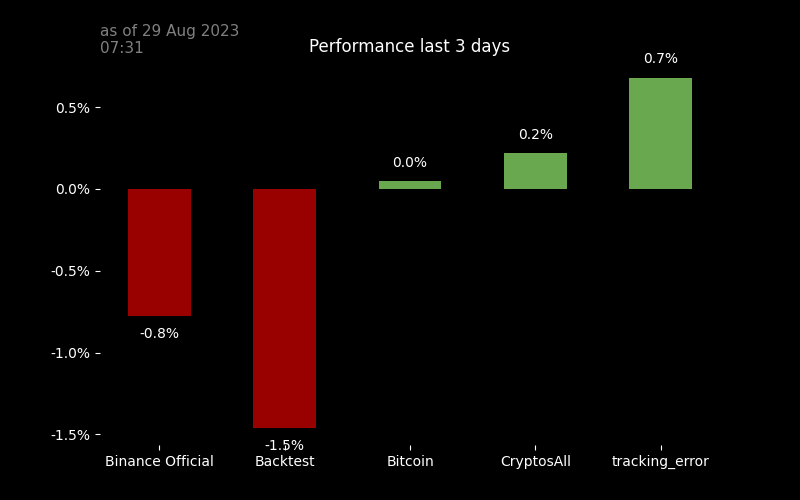 as of 29 Aug 2023
07:31
Performance last 3 days
0.7%
0.5%
0.2%
0.0%
0.0%
-0.5%
-0.8%
-1.0%
-1.5%
-1.5%
Binance Official
Backtest
Bitcoin
CryptosAll
tracking_error